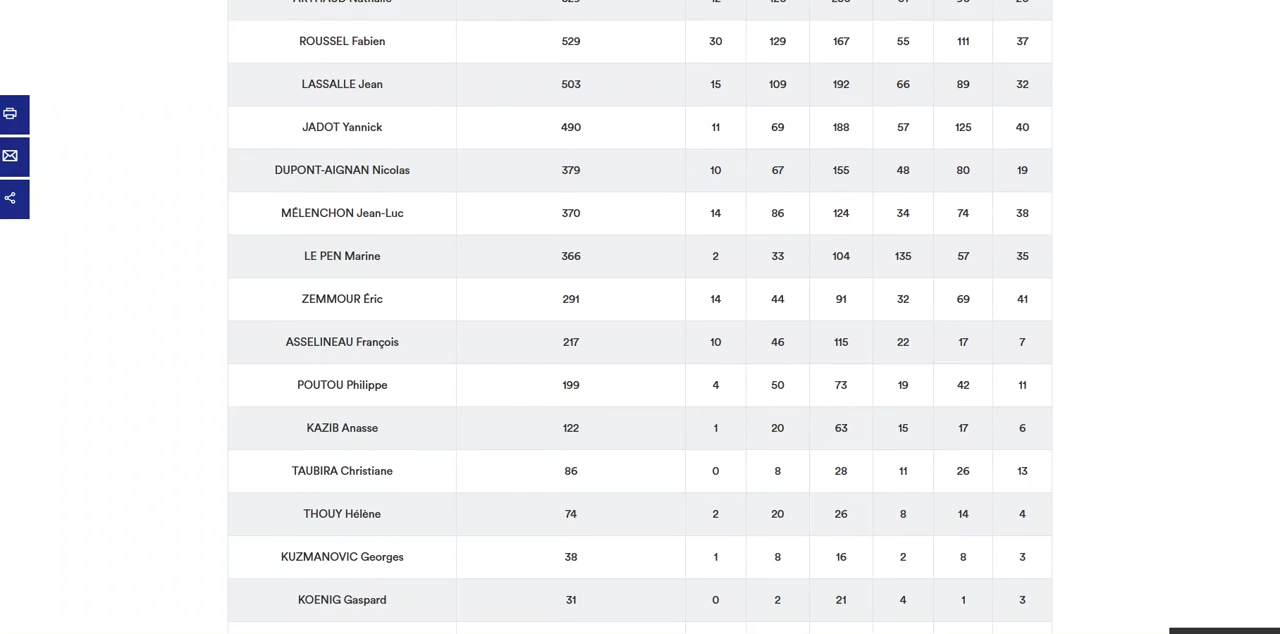 ROUSSEL Fabien 529 30 129 167 55 111 37
LASSALLE Jean 503 15 109 192 66 89 32
JADOT Yannick 490 11 69 188 57 125 40
DUPONT-AIGNAN Nicolas 379 10 67 155 48 80 19
MÉLENCHON Jean-Luc 370 14 86 124 34 74 38
LE PEN Marine 366 2 33 104 135 57 35
ZEMMOUR Éric 291 14 44 91 32 69 41
ASSELINEAU François 217 10 46 115 22 17 7
POUTOU Philippe 199 4 50 73 19 42 11
KAZIB Anasse 122 1 20 63 15 17 6
TAUBIRA Christiane 86 0 8 28 11 26 13
THOUY Hélène 74 2 20 26 8 14 4
KUZMANOVIC Georges 38 1 8 16 2 8 3
KOENIG Gaspard 31 0 2 21 4 1 3